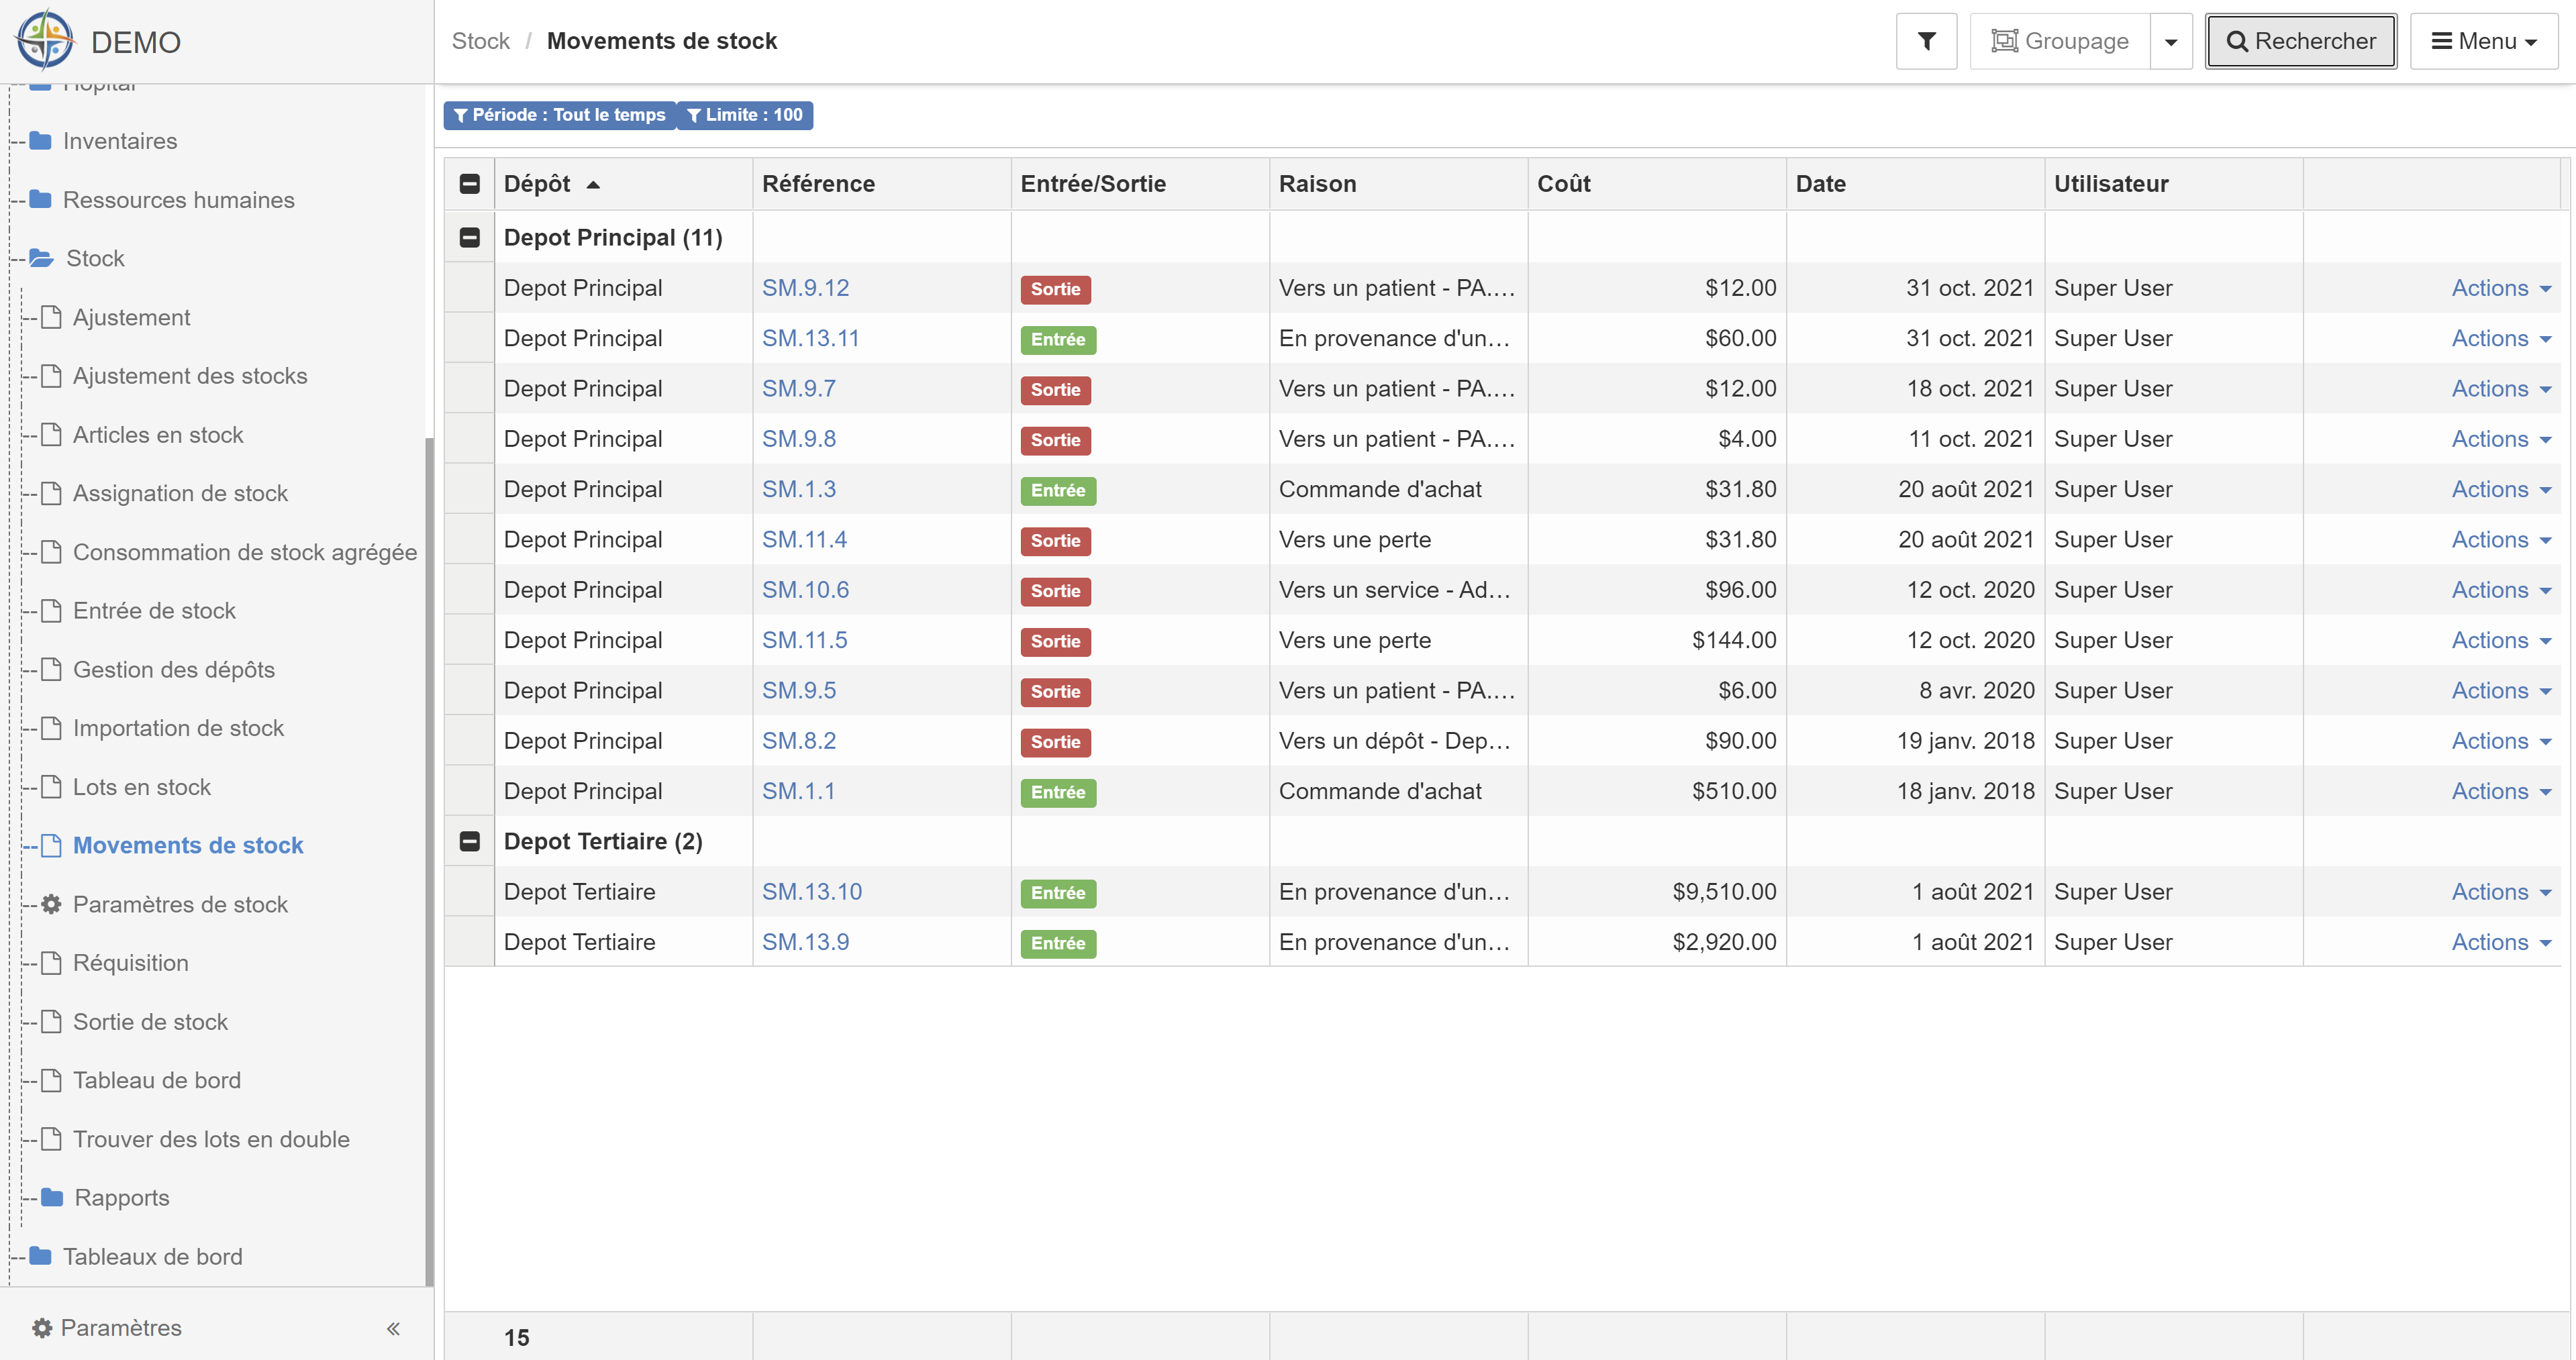 DEMO
Stock / Movements de stock
Groupage
Rechercher
Menu
Hôpital
Inventaires
Ressources humaines
Stock
Ajustement
Ajustement des stocks
Articles en stock
Assignation de stock
Consommation de stock agrégée
Entrée de stock
Gestion des dépôts
Importation de stock
Lots en stock
Movements de stock
Paramètres de stock
Réquisition
Sortie de stock
Tableau de bord
Trouver des lots en double
Rapports
Tableaux de bord
Paramètres
Période : Tout le temps Limite : 100
Dépôt Référence Entrée/Sortie Raison Coût Date Utilisateur
Depot Principal (11)
Depot Principal SM.9.12 Sortie Vers un patient - PA.… $12.00 31 oct. 2021 Super User Actions
Depot Principal SM.13.11 Entrée En provenance d'un… $60.00 31 oct. 2021 Super User Actions
Depot Principal SM.9.7 Sortie Vers un patient - PA.… $12.00 18 oct. 2021 Super User Actions
Depot Principal SM.9.8 Sortie Vers un patient - PA.… $4.00 11 oct. 2021 Super User Actions
Depot Principal SM.1.3 Entrée Commande d'achat $31.80 20 août 2021 Super User Actions
Depot Principal SM.11.4 Sortie Vers une perte $31.80 20 août 2021 Super User Actions
Depot Principal SM.10.6 Sortie Vers un service - Ad… $96.00 12 oct. 2020 Super User Actions
Depot Principal SM.11.5 Sortie Vers une perte $144.00 12 oct. 2020 Super User Actions
Depot Principal SM.9.5 Sortie Vers un patient - PA.… $6.00 8 avr. 2020 Super User Actions
Depot Principal SM.8.2 Sortie Vers un dépôt - Dep… $90.00 19 janv. 2018 Super User Actions
Depot Principal SM.1.1 Entrée Commande d'achat $510.00 18 janv. 2018 Super User Actions
Depot Tertiaire (2)
Depot Tertiaire SM.13.10 Entrée En provenance d'un… $9,510.00 1 août 2021 Super User Actions
Depot Tertiaire SM.13.9 Entrée En provenance d'un… $2,920.00 1 août 2021 Super User Actions
15